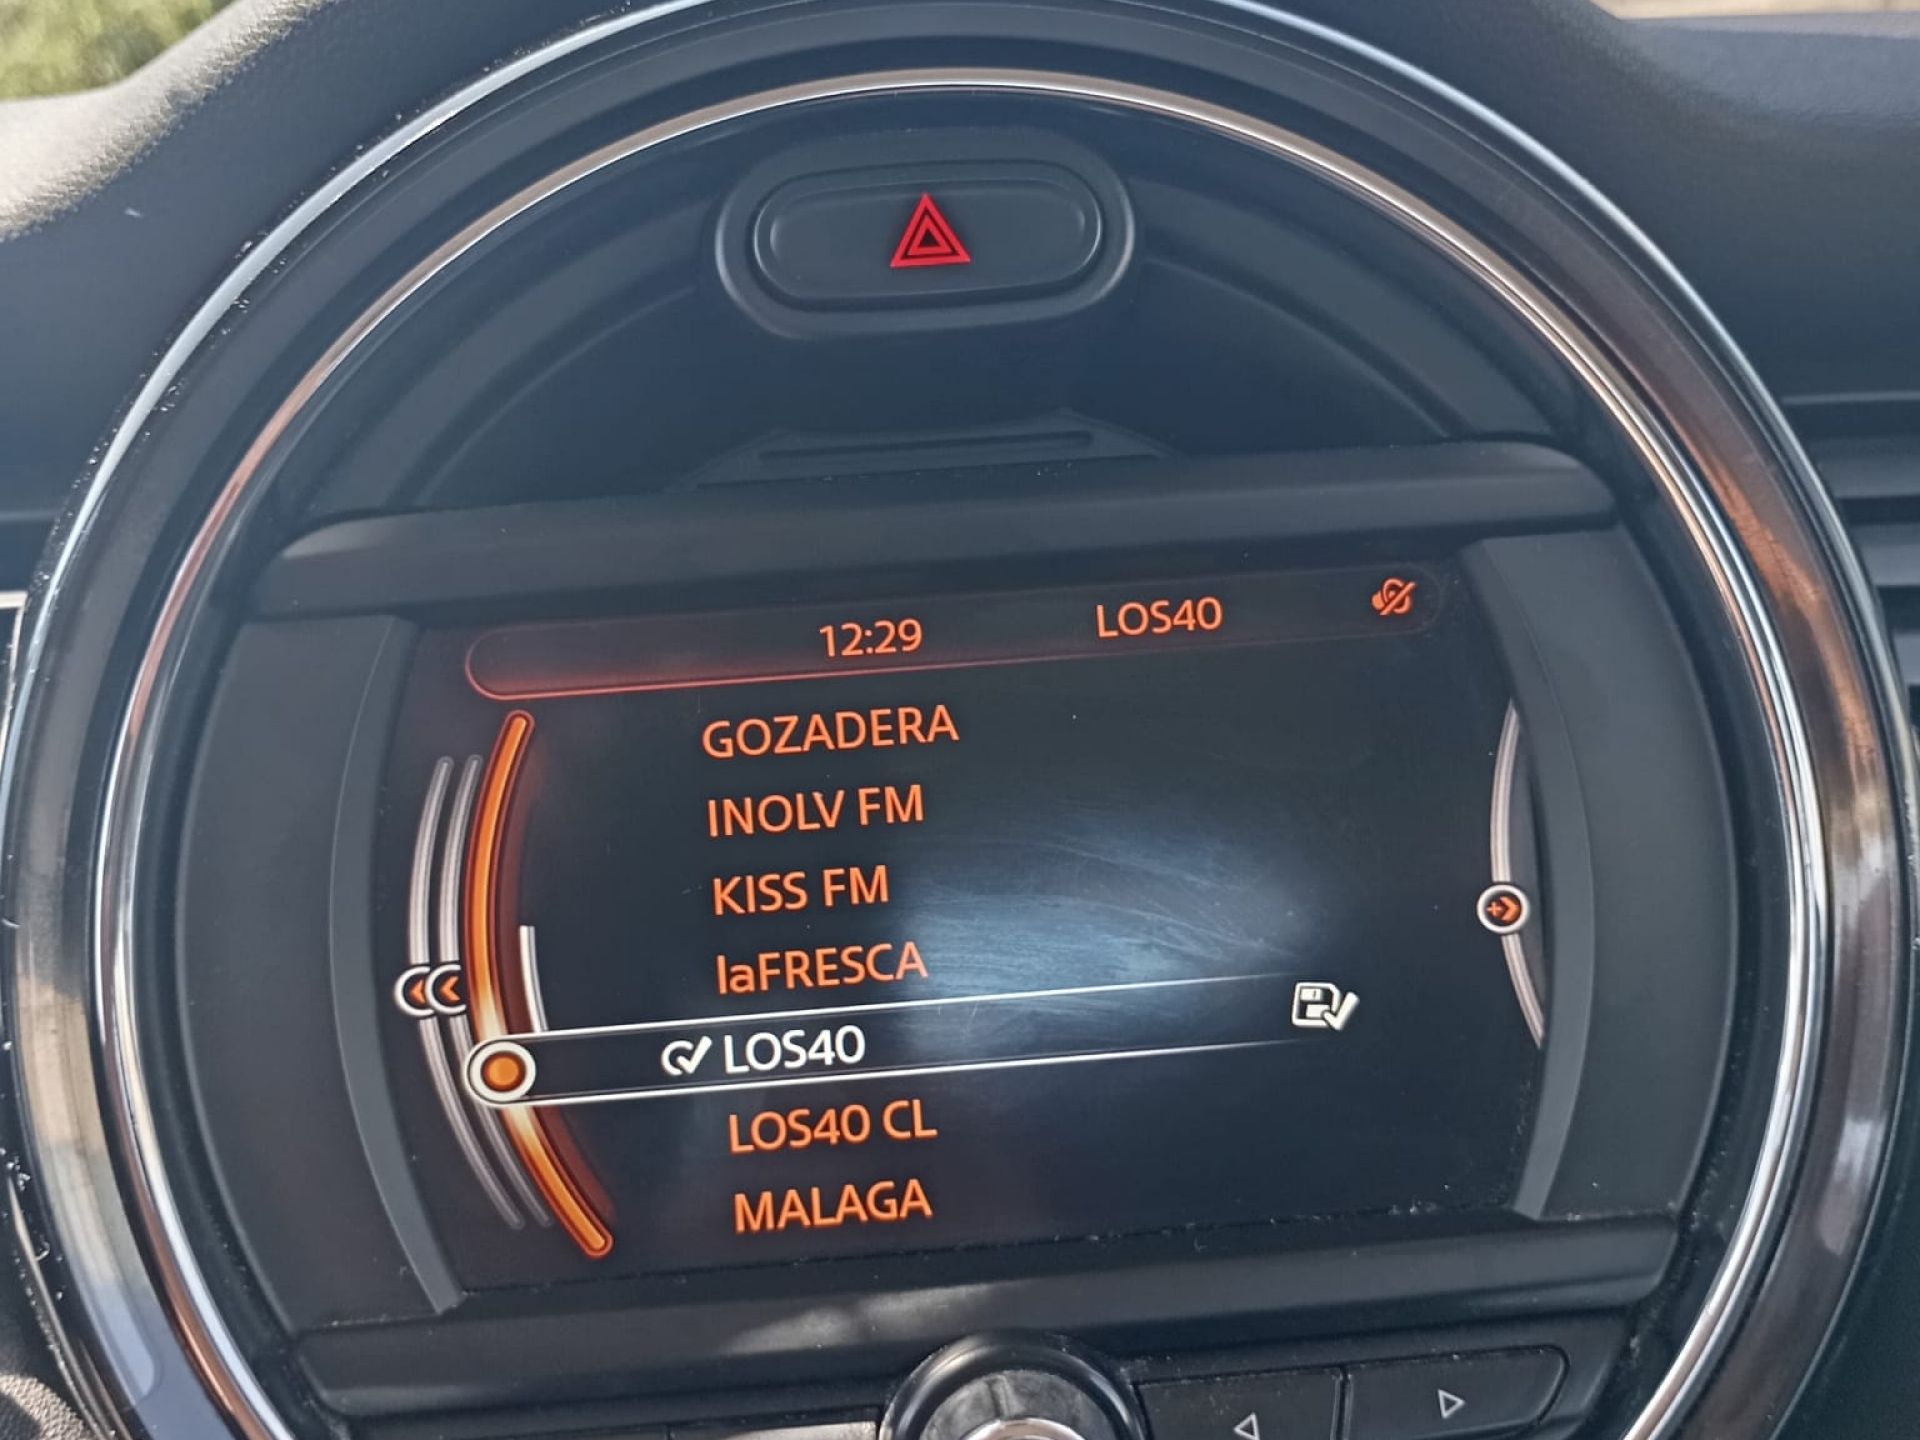 12:29 LOS40
GOZADERA
INOLV FM
KISS FM
laFRESCA
LOS40
LOS40 CL
MALAGA